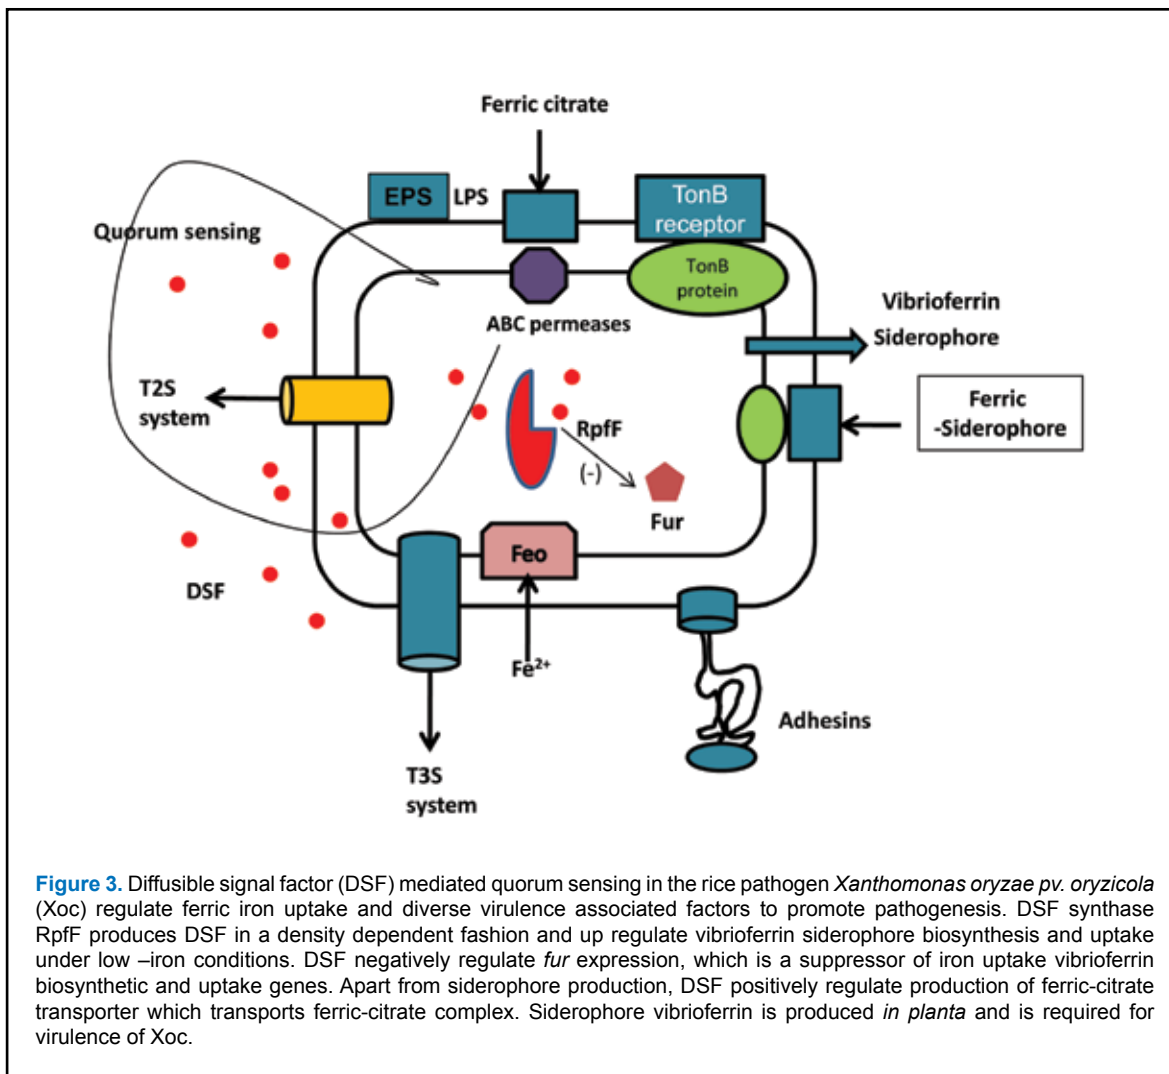 Ferric citrate
EPS
LPS
TonB
receptor
Quorum sensing
TonB
protein
Vibrioferrin
Siderophore
ABC permeases
T2S
system
RpfF
(-)
Ferric
-Siderophore
Fur
Feo
DSF
Fe²⁺
Adhesins
T3S
system
Figure 3. Diffusible signal factor (DSF) mediated quorum sensing in the rice pathogen Xanthomonas oryzae pv. oryzicola
(Xoc) regulate ferric iron uptake and diverse virulence associated factors to promote pathogenesis. DSF synthase
RpfF produces DSF in a density dependent fashion and up regulate vibrioferrin siderophore biosynthesis and uptake
under low –iron conditions. DSF negatively regulate fur expression, which is a suppressor of iron uptake vibrioferrin
biosynthetic and uptake genes. Apart from siderophore production, DSF positively regulate production of ferric-citrate
transporter which transports ferric-citrate complex. Siderophore vibrioferrin is produced in planta and is required for
virulence of Xoc.